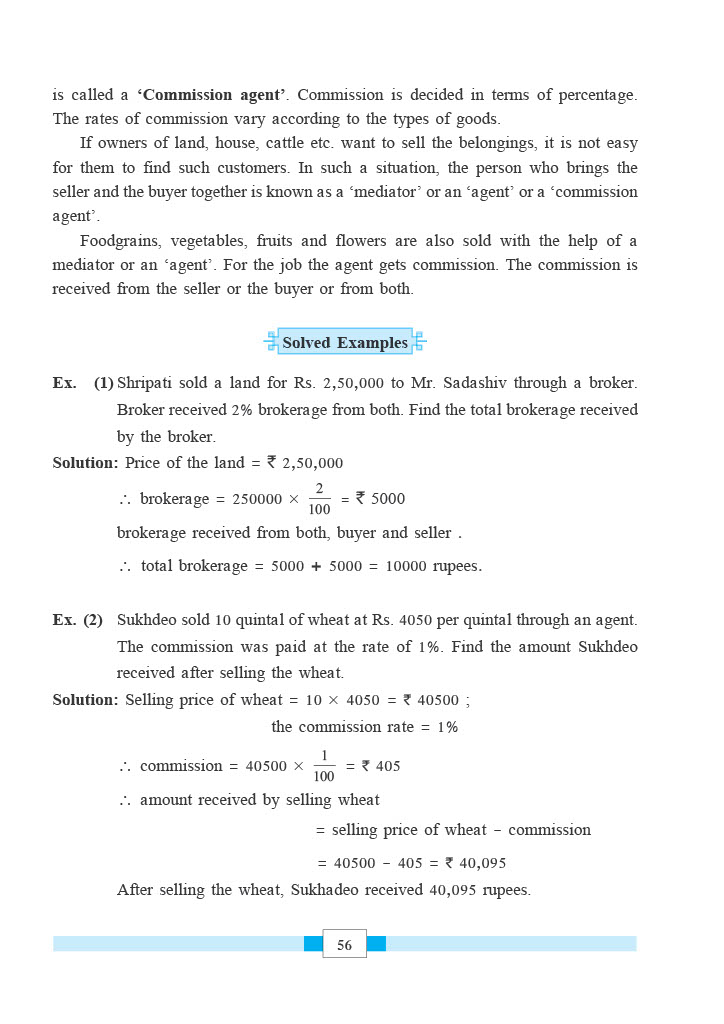 is called a ‘Commission agent’. Commission is decided in terms of percentage.
The rates of commission vary according to the types of goods.
If owners of land, house, cattle etc. want to sell the belongings, it is not easy
for them to find such customers. In such a situation, the person who brings the
seller and the buyer together is known as a ‘mediator’ or an ‘agent’ or a ‘commission
agent’.
Foodgrains, vegetables, fruits and flowers are also sold with the help of a
mediator or an ‘agent’. For the job the agent gets commission. The commission is
received from the seller or the buyer or from both.
Solved Examples
Ex. (1) Shripati sold a land for Rs. 2,50,000 to Mr. Sadashiv through a broker.
Broker received 2% brokerage from both. Find the total brokerage received
by the broker.
Solution: Price of the land = ₹ 2,50,000
∴ brokerage = 250000 × 2/100 = ₹ 5000
brokerage received from both, buyer and seller .
∴ total brokerage = 5000 + 5000 = 10000 rupees.
Ex. (2) Sukhdeo sold 10 quintal of wheat at Rs. 4050 per quintal through an agent.
The commission was paid at the rate of 1%. Find the amount Sukhdeo
received after selling the wheat.
Solution: Selling price of wheat = 10 × 4050 = ₹ 40500 ;
the commission rate = 1%
∴ commission = 40500 × 1/100 = ₹ 405
∴ amount received by selling wheat
= selling price of wheat - commission
= 40500 - 405 = ₹ 40,095
After selling the wheat, Sukhadeo received 40,095 rupees.
56